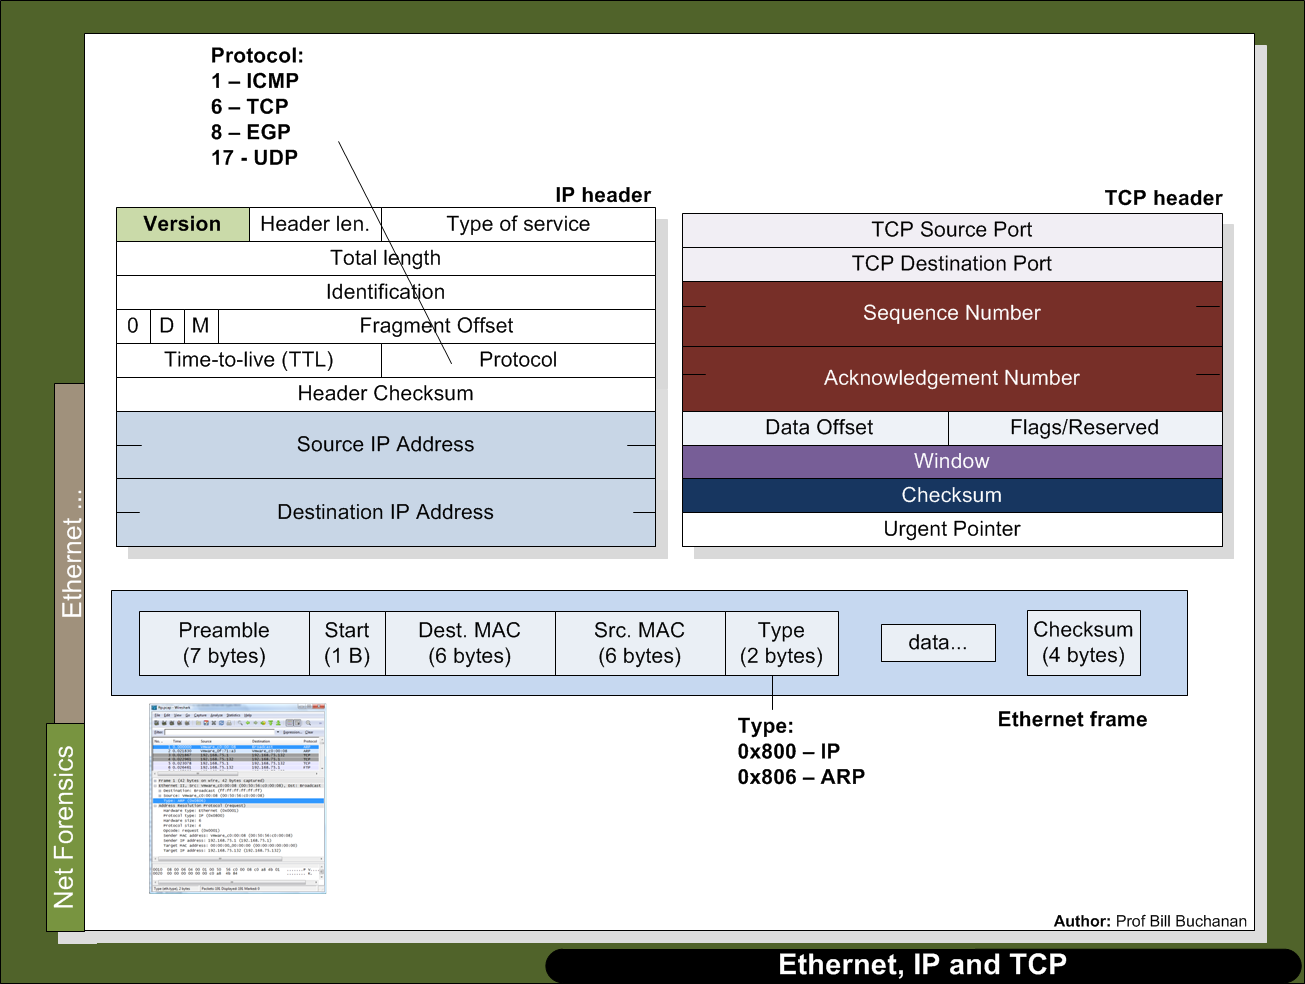 Protocol:
1 – ICMP
6 – TCP
8 – EGP
17 - UDP
IP header
Version
Header len.
Type of service
Total length
Identification
0
D
M
Fragment Offset
Time-to-live (TTL)
Protocol
Header Checksum
Source IP Address
Destination IP Address
TCP header
TCP Source Port
TCP Destination Port
Sequence Number
Acknowledgement Number
Data Offset
Flags/Reserved
Window
Checksum
Urgent Pointer
Preamble
(7 bytes)
Start
(1 B)
Dest. MAC
(6 bytes)
Src. MAC
(6 bytes)
Type
(2 bytes)
data...
Checksum
(4 bytes)
Ethernet frame
Type:
0x800 – IP
0x806 – ARP
Ethernet ...
Net Forensics
Author: Prof Bill Buchanan
Ethernet, IP and TCP